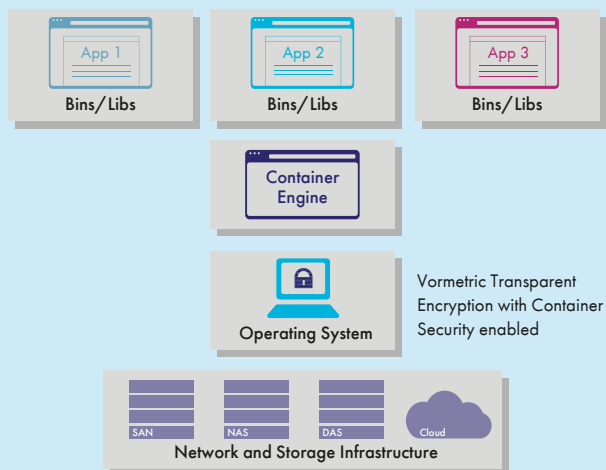 App 1
App 2
App 3
Bins/Libs
Bins/Libs
Bins/Libs
Container
Engine
Operating System
Vormetric Transparent
Encryption with Container
Security enabled
SAN
NAS
DAS
Cloud
Network and Storage Infrastructure